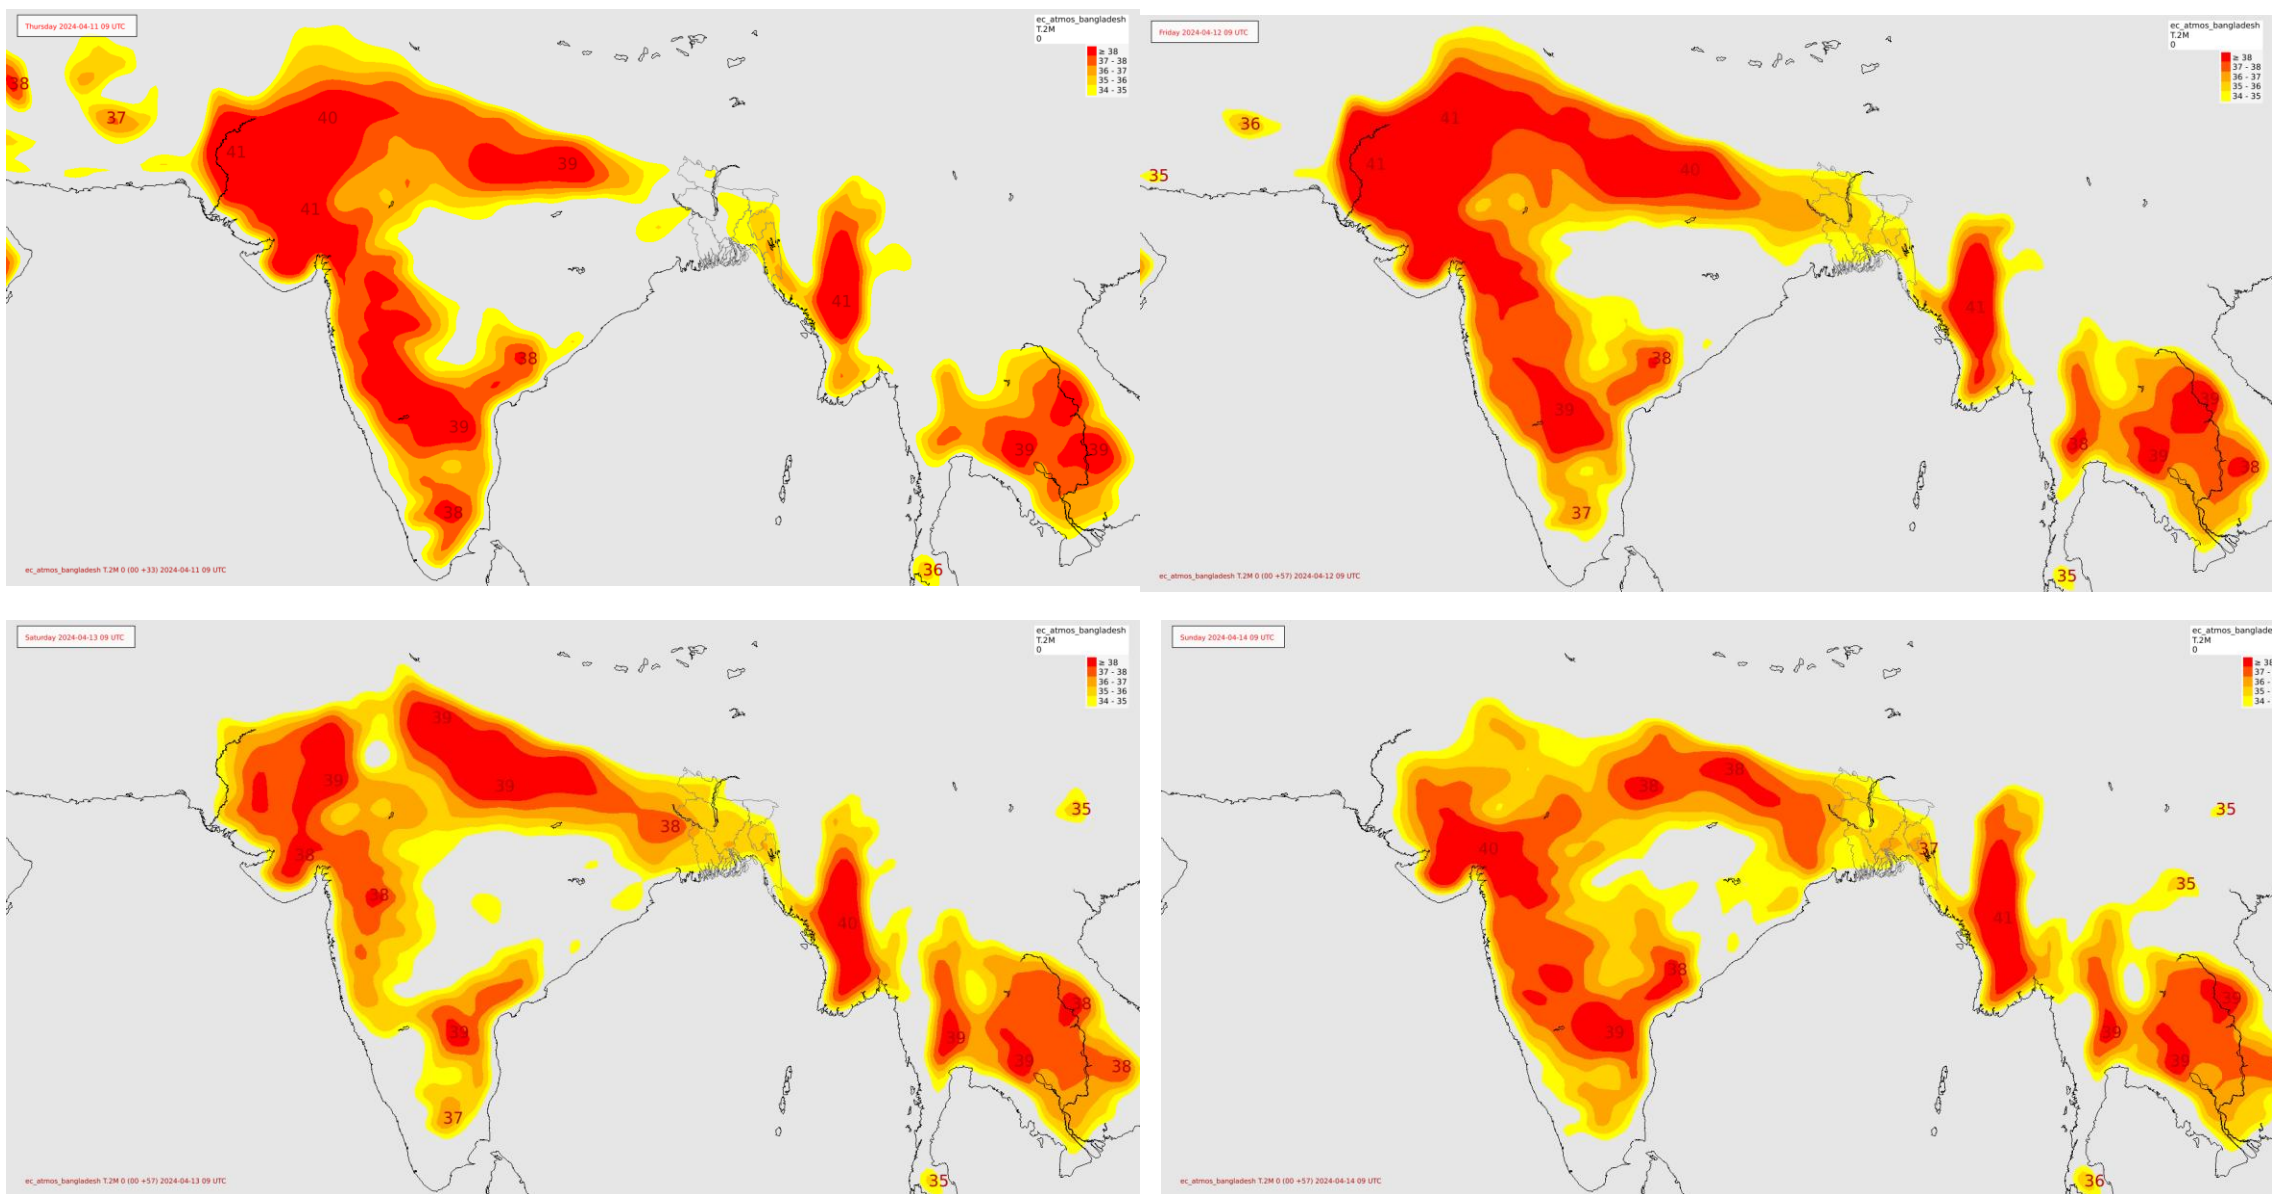 Thursday 2024-04-11 09 UTC
ec_atmos_bangladesh
T.2M
0
≥ 38
37 - 38
36 - 37
35 - 36
34 - 35
38
37
40
41
39
41
41
38
39
38
39
39
36
ec_atmos_bangladesh T.2M 0 (00 +33) 2024-04-11 09 UTC
Friday 2024-04-12 09 UTC
ec_atmos_bangladesh
T.2M
0
≥ 38
37 - 38
36 - 37
35 - 36
34 - 35
36
41
41
40
35
41
38
39
39
38
39
38
37
35
ec_atmos_bangladesh T.2M 0 (00 +57) 2024-04-12 09 UTC
Saturday 2024-04-13 09 UTC
ec_atmos_bangladesh
T.2M
0
≥ 38
37 - 38
36 - 37
35 - 36
34 - 35
39
39
39
35
38
38
38
40
38
39
39
39
38
37
35
ec_atmos_bangladesh T.2M 0 (00 +57) 2024-04-13 09 UTC
Sunday 2024-04-14 09 UTC
ec_atmos_banglade
T.2M
0
≥ 38
37 -
36 -
35 -
34 -
38
38
35
40
37
35
41
38
39
39
39
39
36
ec_atmos_bangladesh T.2M 0 (00 +57) 2024-04-14 09 UTC